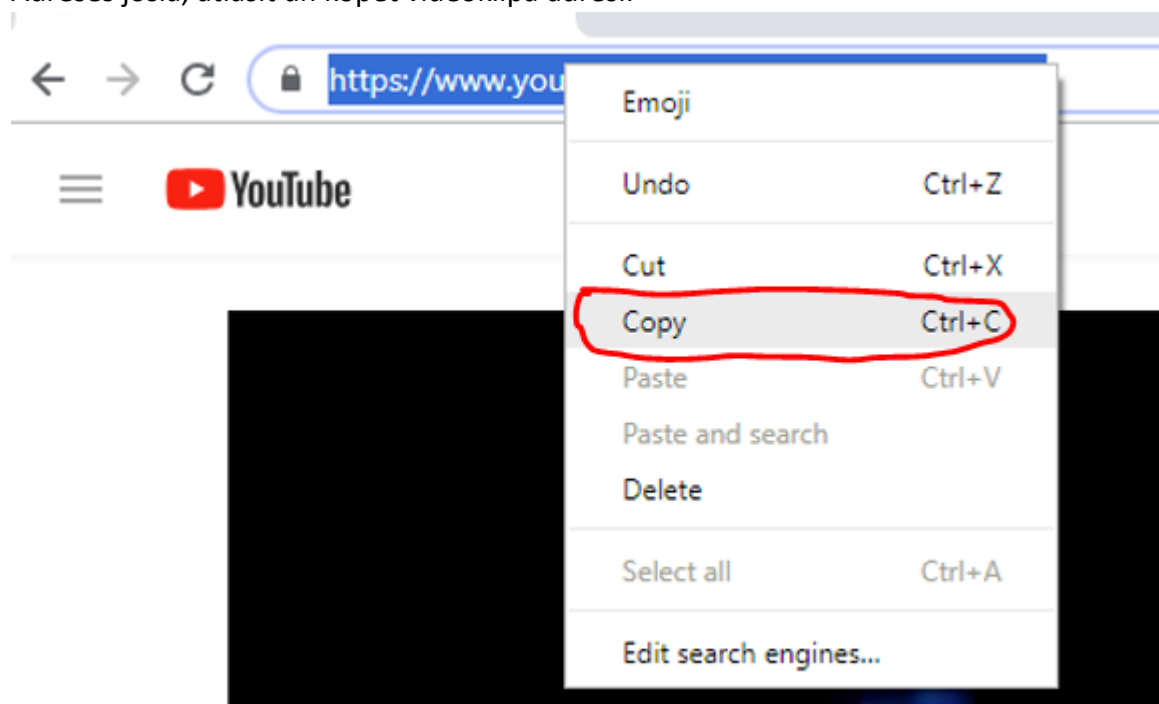 https://www.you
YouTube
Emoji
Undo Ctrl+Z
Cut Ctrl+X
Copy Ctrl+C
Paste Ctrl+V
Paste and search
Delete
Select all Ctrl+A
Edit search engines...